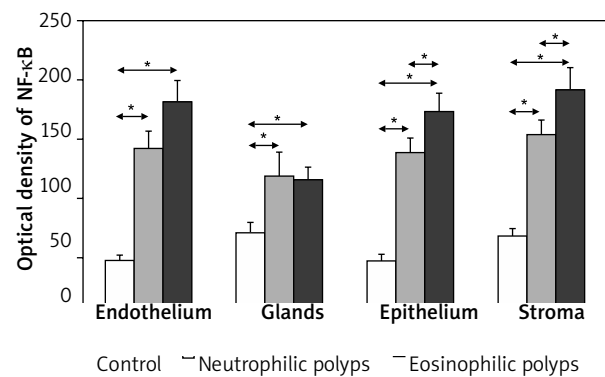 Optical density of NF-κB
250
200
150
100
50
0
* * * * * * * * * *
Endothelium Glands Epithelium Stroma
Control Neutrophilic polyps Eosinophilic polyps